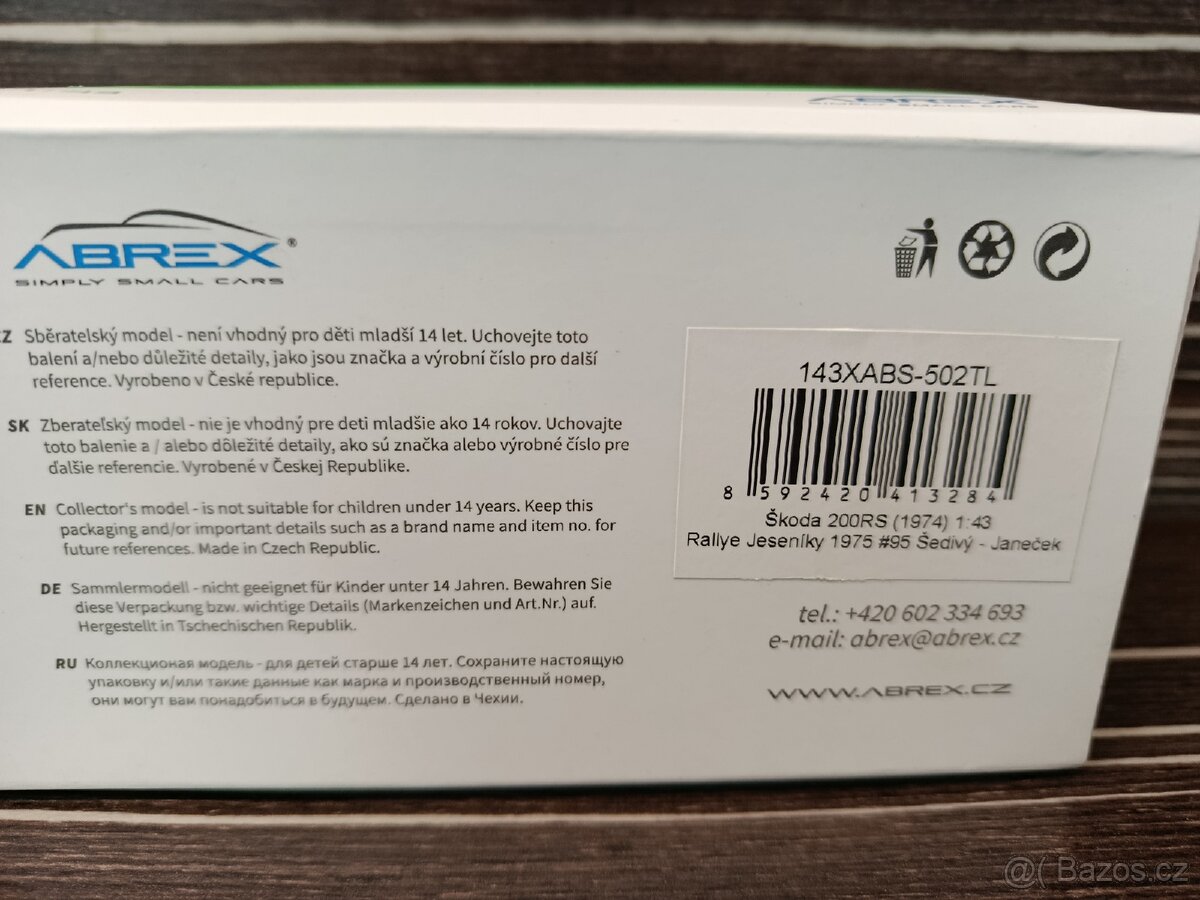 ABREX
SIMPLY SMALL CARS
ABREX®
SIMPLY SMALL CARS
CZ Sběratelský model - není vhodný pro děti mladší 14 let. Uchovejte toto
balení a/nebo důležité detaily, jako jsou značka a výrobní číslo pro další
reference. Vyrobeno v České republice.
SK Zberateľský model - nie je vhodný pre deti mladšie ako 14 rokov. Uchovajte
toto balenie a / alebo dôležité detaily, ako sú značka alebo výrobné číslo pre
ďalšie referencie. Vyrobené v Českej Republike.
EN Collector's model - is not suitable for children under 14 years. Keep this
packaging and/or important details such as a brand name and item no. for
future references. Made in Czech Republic.
DE Sammlermodell - nicht geeignet für Kinder unter 14 Jahren. Bewahren Sie
diese Verpackung bzw. wichtige Details (Markenzeichen und Art.Nr.) auf.
Hergestellt in Tschechischen Republik.
RU Коллекционая модель - для детей старше 14 лет. Сохраните настоящую
упаковку и/или такие данные как марка и производственный номер,
они могут вам понадобиться в будущем. Сделано в Чехии.
143XABS-502TL
8 592420 413284
Škoda 200RS (1974) 1:43
Rallye Jeseníky 1975 #95 Šedivý - Janeček
tel.: +420 602 334 693
e-mail: abrex@abrex.cz
WWW.ABREX.CZ
@( Bazos.cz